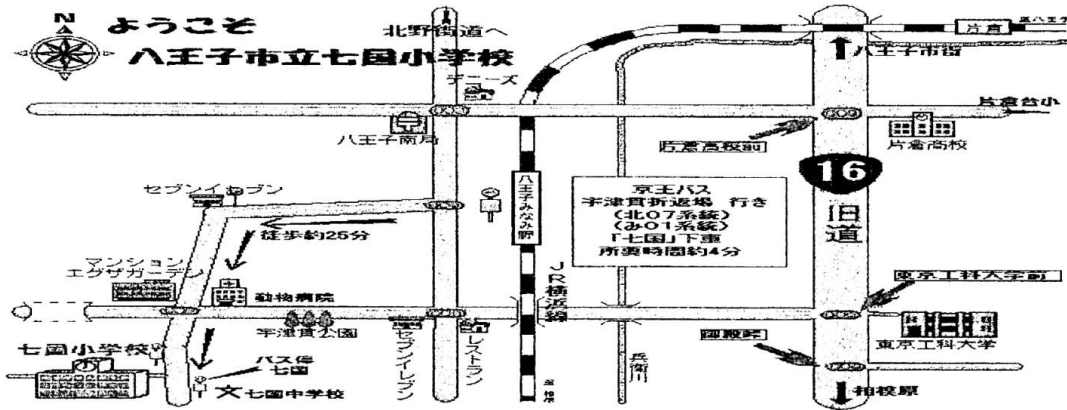 N
ようこそ
八王子市立七国小学校
北野街道へ
デニーズ
片倉
至八王子
八王子市街
片倉台小
八王子南局
片倉高校前
片倉高校
セブンイレブン
八王子みなみ野
16
旧道
京王バス
宇津貫折返場 行き
(北07系統)
(み01系統)
「七国」下車
所要時間約4分
徒歩約25分
JR横浜線
東京工科大学前
マンション
エグザガーデン
動物病院
宇津貫公園
セブンイレブン
レストラン
兵衛川
御殿峠
東京工科大学
七国小学校
バス停
七国
七国中学校
相模原